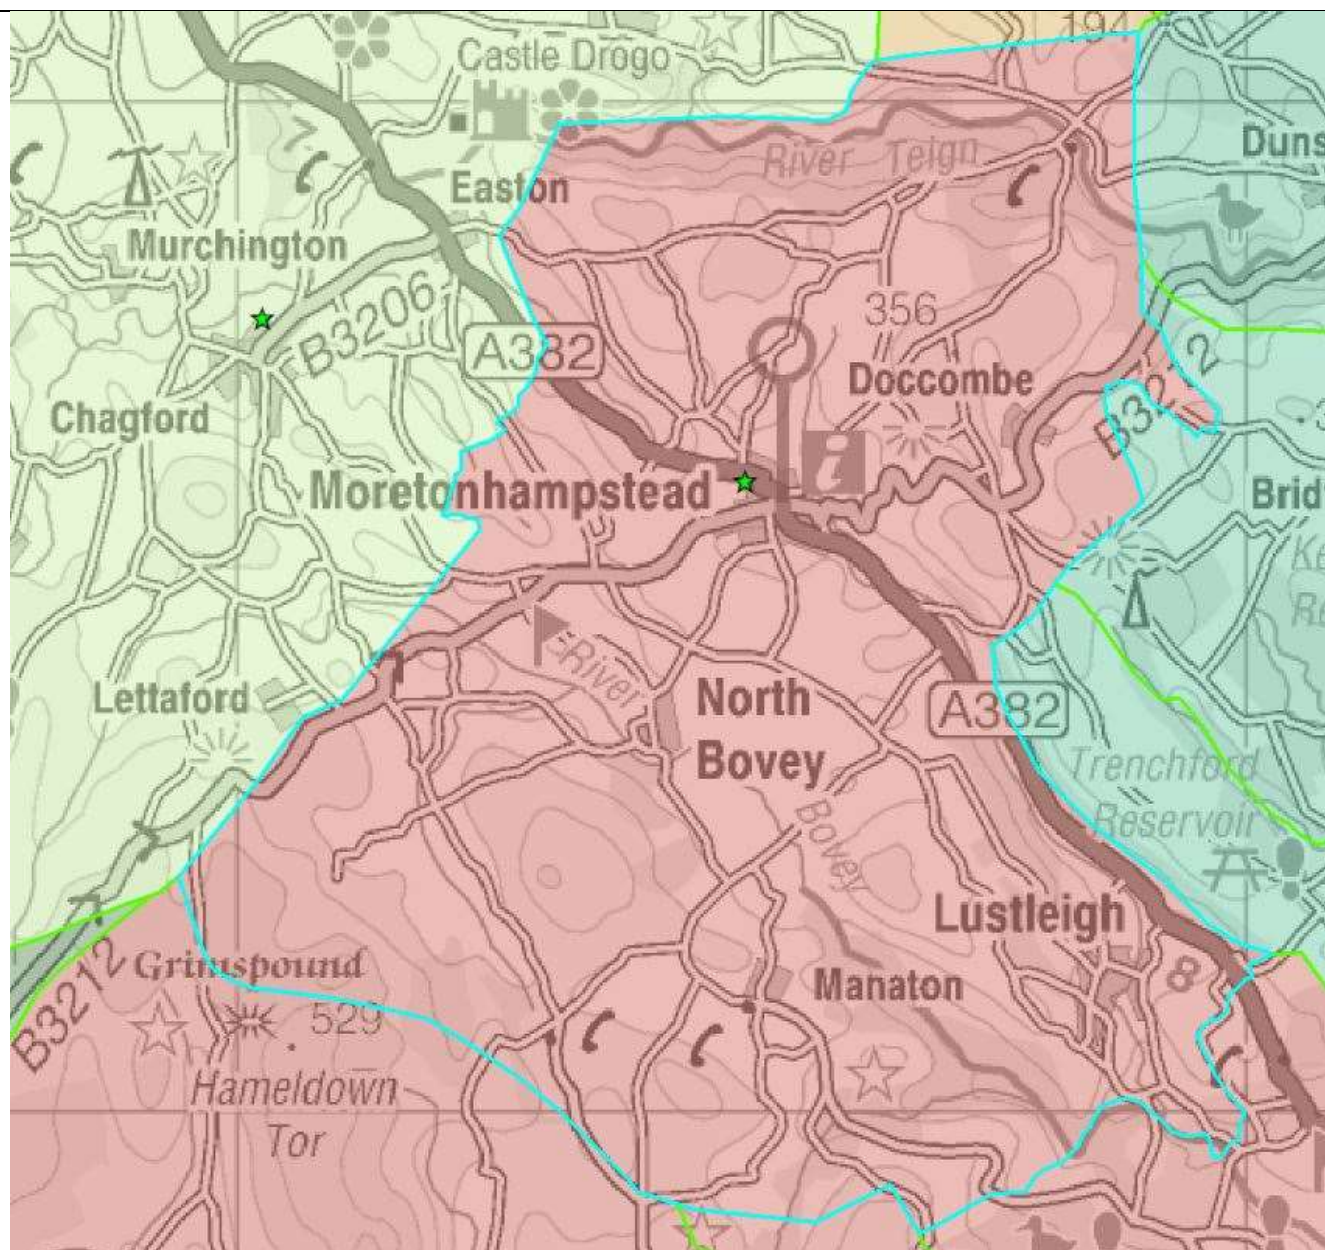 194
Castle Drogo
Duns
River Teign
Easton
Murchington
B3206
356
A382
B3212
Doccombe
Chagford
i
Moretonhampstead
Brid
Ke
River
Lettaford
North
Bovey
A382
Trenchford
Reservoir
Bovey
Lustleigh
B3212
Grimspound
Manaton
8
529
Hameldown
Tor